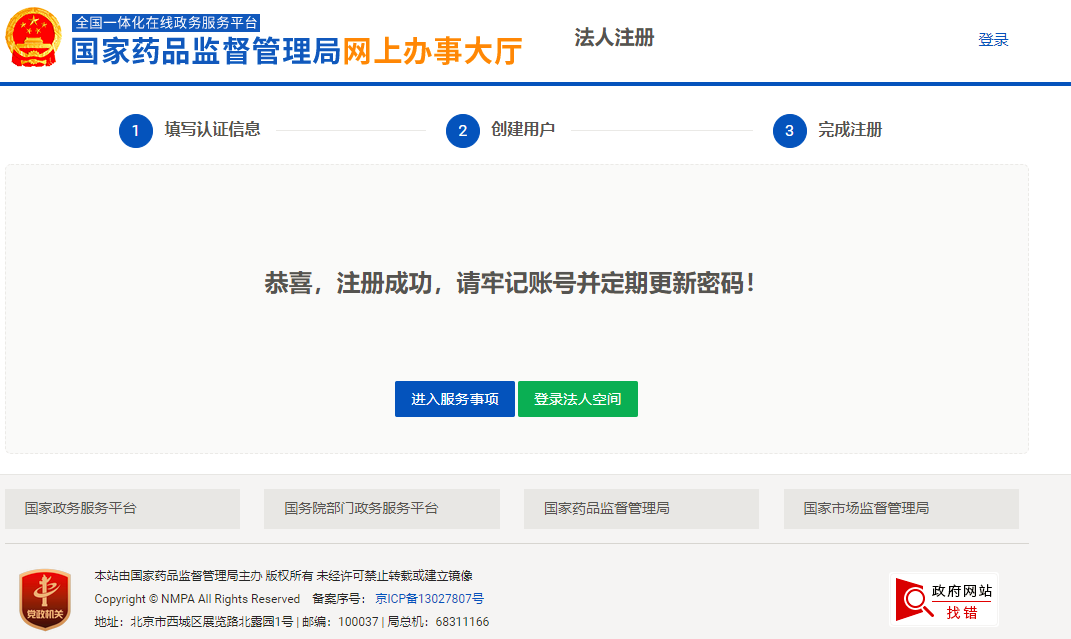 全国一体化在线政务服务平台
国家药品监督管理局网上办事大厅
法人注册
登录
1 填写认证信息
2 创建用户
3 完成注册
恭喜，注册成功，请牢记账号并定期更新密码！
进入服务事项 登录法人空间
国家政务服务平台
国务院部门政务服务平台
国家药品监督管理局
国家市场监督管理局
党政机关
本站由国家药品监督管理局主办 版权所有 未经许可禁止转载或建立镜像
Copyright © NMPA All Rights Reserved 备案序号： 京ICP备13027807号
地址：北京市西城区展览路北露园1号 | 邮编：100037 | 局总机：68311166
政府网站
找错